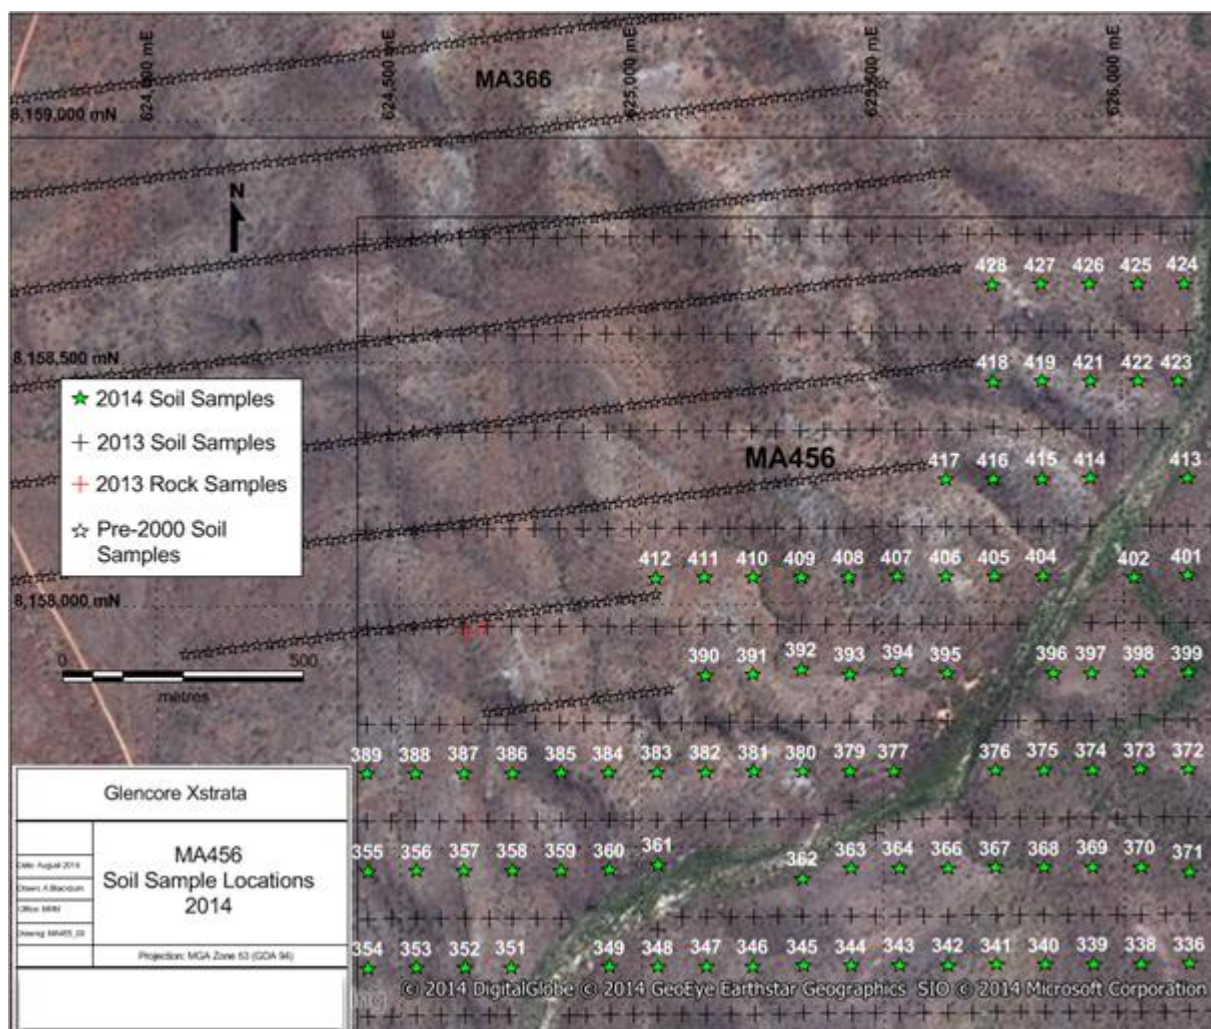 624,000 mE
624,500 mE
625,000 mE
625,500 mE
626,000 mE
MA366
8,159,000 mN
N
428 427 426 425 424
8,158,500 mN
418 419 421 422 423
2014 Soil Samples
2013 Soil Samples
2013 Rock Samples
Pre-2000 Soil
Samples
MA456
417 416 415 414 413
412 411 410 409 408 407 406 405 404 402 401
8,158,000 mN
0 500
metres
390 391 392 393 394 395 396 397 398 399
389 388 387 386 385 384 383 382 381 380 379 377 376 375 374 373 372
Glencore Xstrata
MA456
Soil Sample Locations
2014
Date: August 2014
Projection: MGA Zone 53 (GDA 94)
355 356 357 358 359 360 361 362 363 364 366 367 368 369 370 371
354 353 352 351 349 348 347 346 345 344 343 342 341 340 339 338 336
© 2014 DigitalGlobe © 2014 GeoEye Earthstar Geographics SIO © 2014 Microsoft Corporation